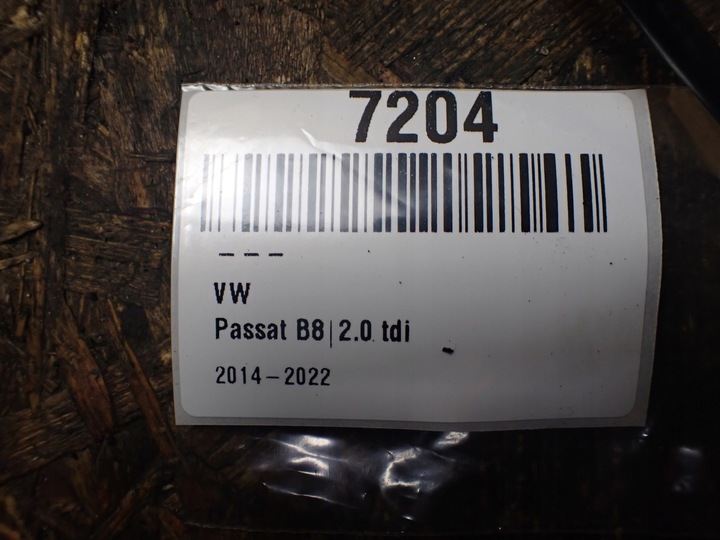 7204
– – –
VW
Passat B8|2.0 tdi
2014–2022